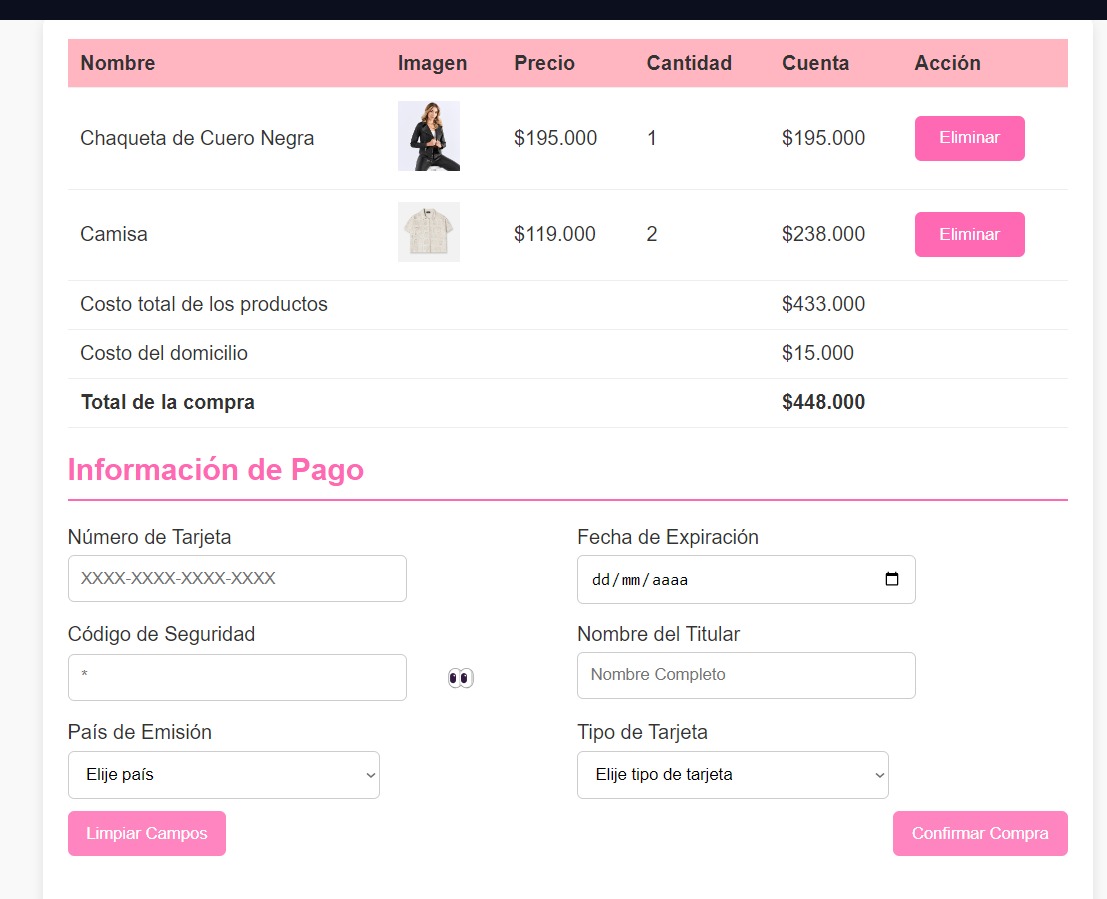 Nombre Imagen Precio Cantidad Cuenta Acción
Chaqueta de Cuero Negra $195.000 1 $195.000 Eliminar
Camisa $119.000 2 $238.000 Eliminar
Costo total de los productos $433.000
Costo del domicilio $15.000
Total de la compra $448.000
Información de Pago
Número de Tarjeta Fecha de Expiración
XXXX-XXXX-XXXX-XXXX dd/mm/aaaa
Código de Seguridad Nombre del Titular
* Nombre Completo
País de Emisión Tipo de Tarjeta
Elije país Elije tipo de tarjeta
Limpiar Campos Confirmar Compra